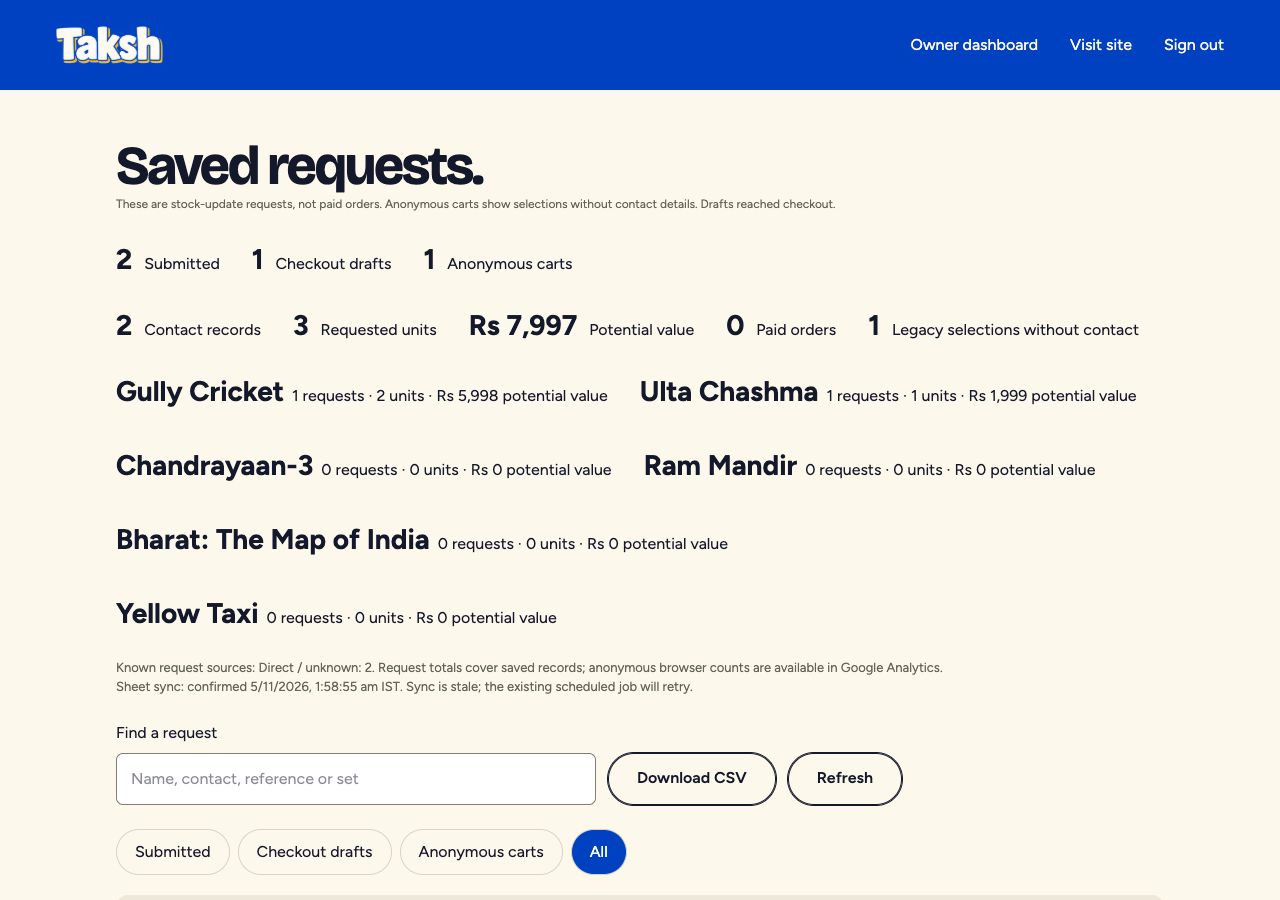 Taksh
Owner dashboard Visit site Sign out
Saved requests.
These are stock-update requests, not paid orders. Anonymous carts show selections without contact details. Drafts reached checkout.
2 Submitted 1 Checkout drafts 1 Anonymous carts
2 Contact records 3 Requested units Rs 7,997 Potential value 0 Paid orders 1 Legacy selections without contact
Gully Cricket 1 requests · 2 units · Rs 5,998 potential value Ulta Chashma 1 requests · 1 units · Rs 1,999 potential value
Chandrayaan-3 0 requests · 0 units · Rs 0 potential value Ram Mandir 0 requests · 0 units · Rs 0 potential value
Bharat: The Map of India 0 requests · 0 units · Rs 0 potential value
Yellow Taxi 0 requests · 0 units · Rs 0 potential value
Known request sources: Direct / unknown: 2. Request totals cover saved records; anonymous browser counts are available in Google Analytics.
Sheet sync: confirmed 5/11/2026, 1:58:55 am IST. Sync is stale; the existing scheduled job will retry.
Find a request
Name, contact, reference or set Download CSV Refresh
Submitted Checkout drafts Anonymous carts All